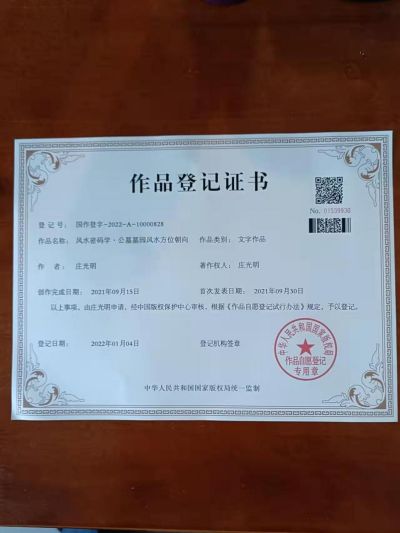 作品登记证书
No. 01539930
登 记 号： 国作登字-2022-A-10000828
作品名称： 风水密码学·公墓墓园风水方位朝向 作品类别： 文字作品
作 者： 庄光明 著作权人： 庄光明
创作完成日期： 2021年09月15日 首次发表日期： 2021年09月30日
以上事项，由庄光明申请，经中国版权保护中心审核，根据《作品自愿登记试行办法》规定，予以登记。
登记日期： 2022年01月04日 登记机构签章
中华人民共和国国家版权局
作品自愿登记
专用章
中华人民共和国国家版权局统一监制